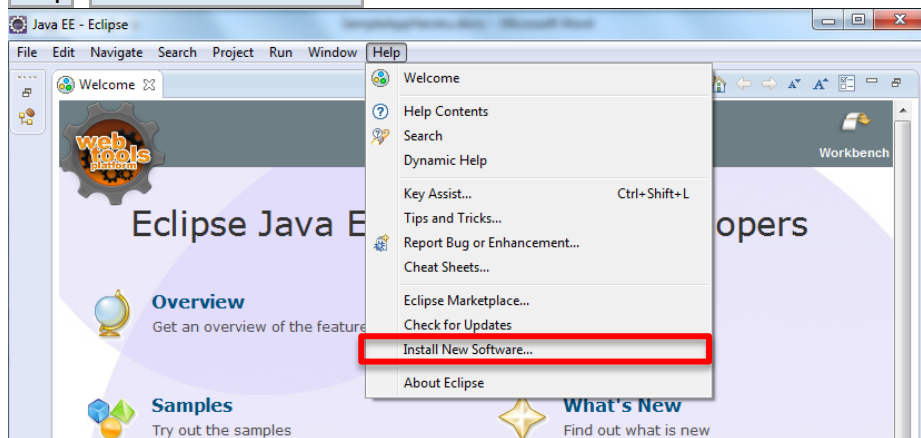 Java EE - Eclipse
File Edit Navigate Search Project Run Window Help
Welcome
Welcome
Help Contents
Search
Dynamic Help
Key Assist... Ctrl+Shift+L
Tips and Tricks...
Report Bug or Enhancement...
Cheat Sheets...
Eclipse Marketplace...
Check for Updates
Install New Software...
About Eclipse
web
tools
platform
Workbench
Eclipse Java E opers
Overview
Get an overview of the feature
Samples
Try out the samples
What's New
Find out what is new